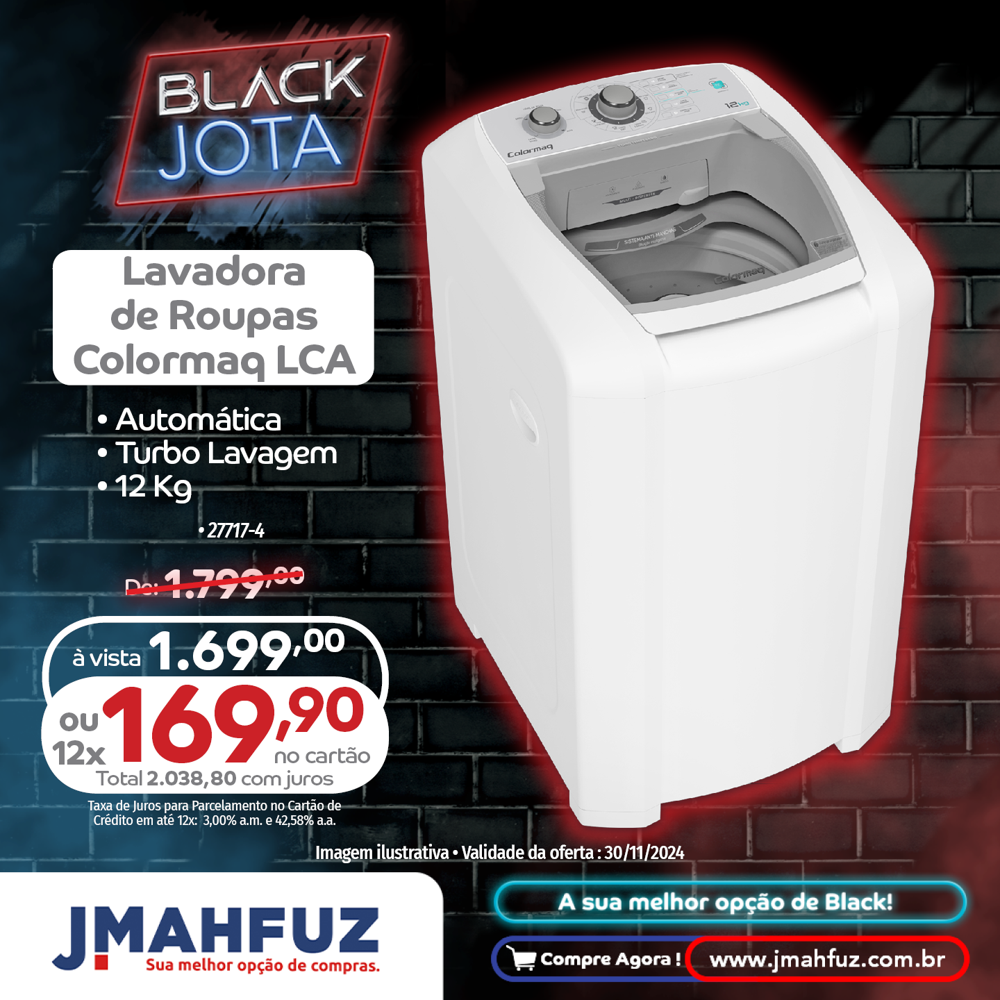 BLACK
JOTA
Lavadora
de Roupas
Colormaq LCA
• Automática
• Turbo Lavagem
• 12 Kg
• 27717-4
De: 1.799,00
à vista 1.699,00
ou
12x 169,90
no cartão
Total 2.038,80 com juros
Taxa de Juros para Parcelamento no Cartão de
Crédito em até 12x: 3,00% a.m. e 42,58% a.a.
Colormaq
12kg
Colormaq
Imagem ilustrativa • Validade da oferta : 30/11/2024
JMAHFUZ
Sua melhor opção de compras.
A sua melhor opção de Black!
Compre Agora !
www.jmahfuz.com.br